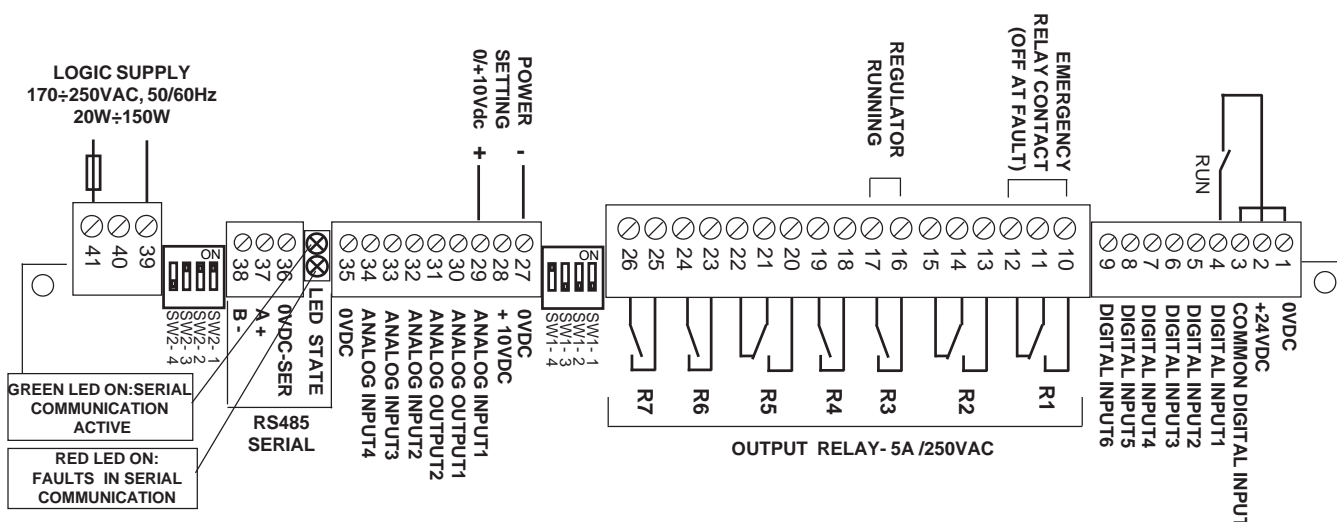 LOGIC SUPPLY
170÷250VAC, 50/60Hz
20W÷150W
POWER
SETTING
0/+10Vdc
+
-
REGULATOR
RUNNING
EMERGENCY
RELAY CONTACT
(OFF AT FAULT)
RUN
41
40
39
ON
SW2- 4
SW2- 3
SW2- 2
SW2- 1
38
37
36
B -
A +
0VDC-SER
LED STATE
RS485
SERIAL
35
34
33
32
31
30
29
28
27
0VDC
ANALOG INPUT4
ANALOG INPUT3
ANALOG INPUT2
ANALOG OUTPUT2
ANALOG OUTPUT1
ANALOG INPUT1
+ 10VDC
0VDC
ON
SW1- 4
SW1- 3
SW1- 2
SW1- 1
26
25
24
23
22
21
20
19
18
17
16
15
14
13
12
11
10
R7
R6
R5
R4
R3
R2
R1
OUTPUT RELAY- 5A /250VAC
9
8
7
6
5
4
3
2
1
DIGITAL INPUT6
DIGITAL INPUT5
DIGITAL INPUT4
DIGITAL INPUT3
DIGITAL INPUT2
DIGITAL INPUT1
COMMON DIGITAL INPUT
+24VDC
0VDC
GREEN LED ON:SERIAL
COMMUNICATION
ACTIVE
RED LED ON:
FAULTS IN SERIAL
COMMUNICATION